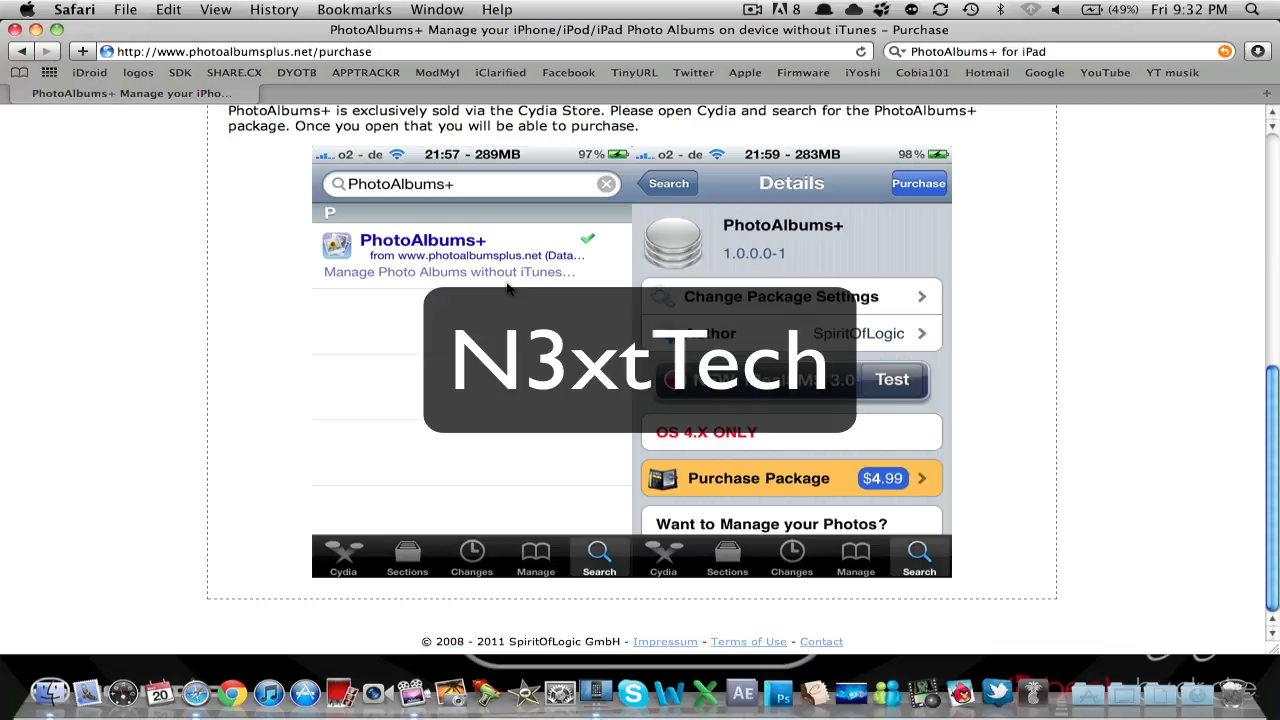 Safari File Edit View History Bookmarks Window Help 8 (49%) Fri 9:32 PM
PhotoAlbums+ Manage your iPhone/iPod/iPad Photo Albums on device without iTunes - Purchase
http://www.photoalbumsplus.net/purchase PhotoAlbums+ for iPad
iDroid logos SDK SHARE.CX DYOTB APPTRACKR ModMyI iClarified Facebook TinyURL Twitter Apple Firmware iYoshi Cobia101 Hotmail Google YouTube YT musik
PhotoAlbums+ Manage your iPho...
PhotoAlbums+ is exclusively sold via the Cydia Store. Please open Cydia and search for the PhotoAlbums+
package. Once you open that you will be able to purchase.
o2 - de 21:57 - 289MB 97% o2 - de 21:59 - 283MB 98%
PhotoAlbums+ Search Details Purchase
P
PhotoAlbums+
from www.photoalbumsplus.net (Data...
Manage Photo Albums without iTunes...
PhotoAlbums+
1.0.0.0-1
Change Package Settings
Author SpiritOfLogic
3.0 Test
N3xtTech
OS 4.X ONLY
Purchase Package $4.99
Want to Manage your Photos?
Cydia Sections Changes Manage Search Cydia Sections Changes Manage Search
© 2008 - 2011 SpiritOfLogic GmbH - Impressum - Terms of Use - Contact
20 AE Ps